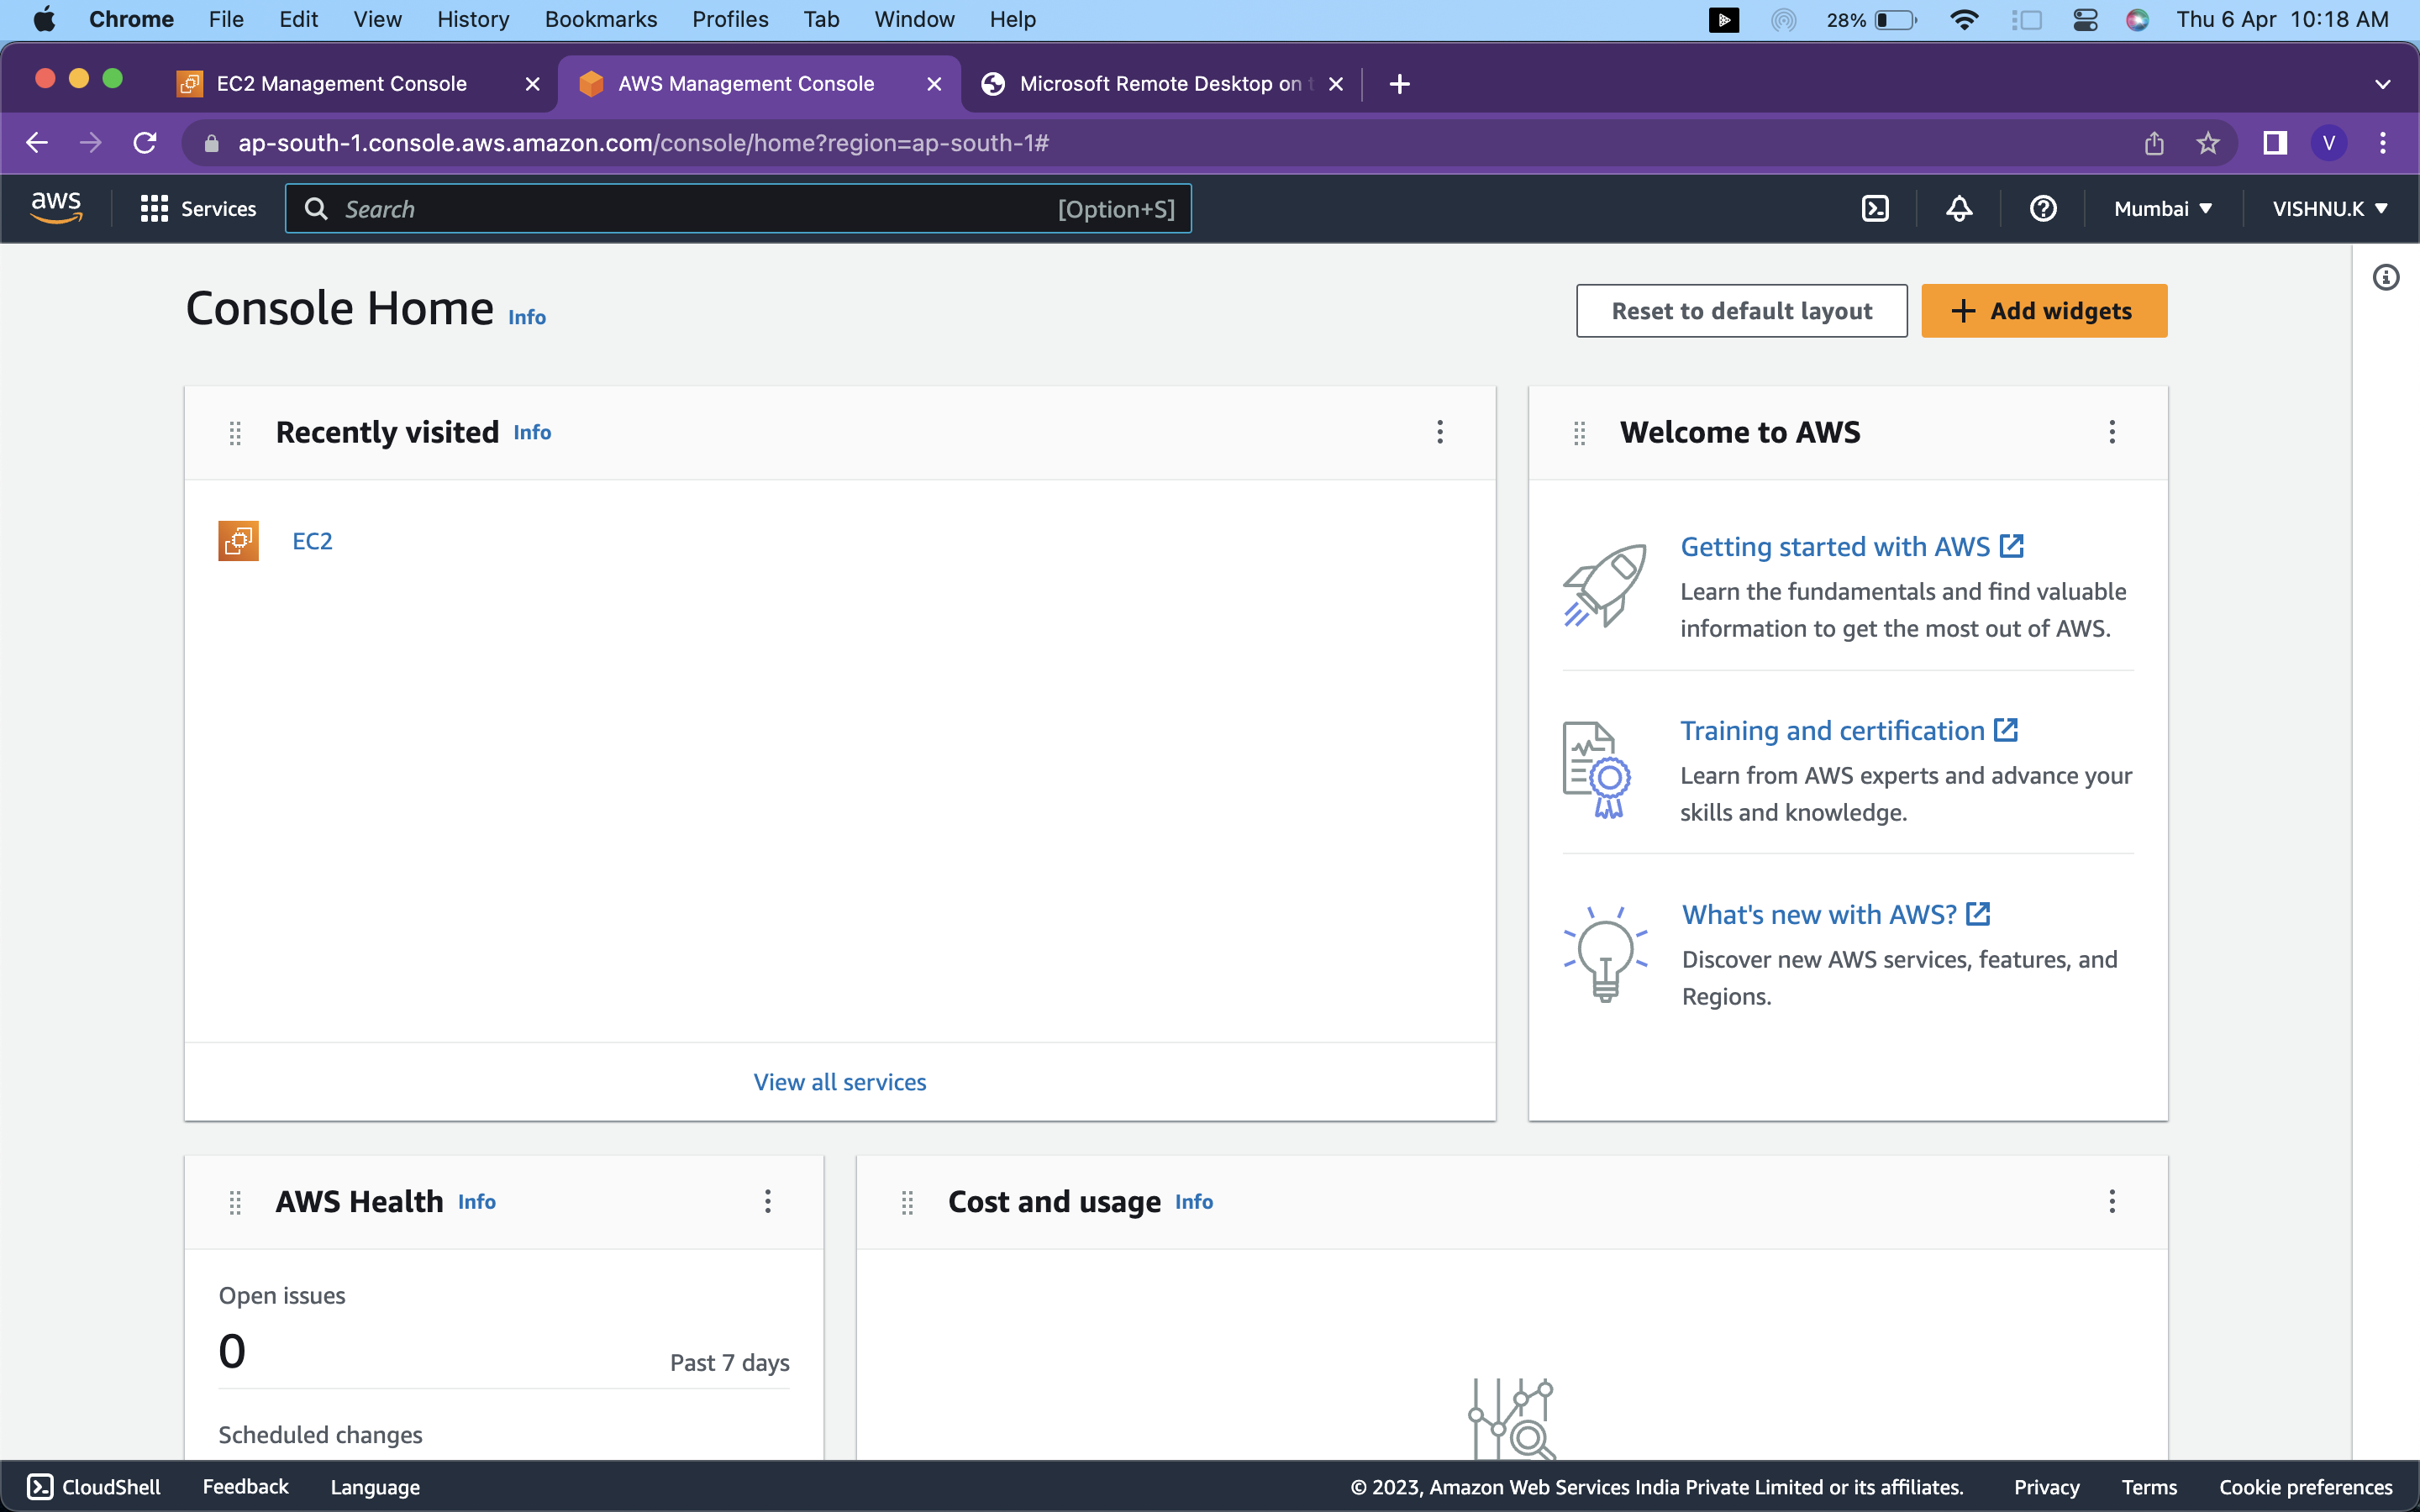 Chrome File Edit View History Bookmarks Profiles Tab Window Help 28% Thu 6 Apr 10:18 AM
EC2 Management Console AWS Management Console Microsoft Remote Desktop on
ap-south-1.console.aws.amazon.com/console/home?region=ap-south-1# V
aws Services Search [Option+S] Mumbai VISHNU.K
Console Home Info Reset to default layout Add widgets
Recently visited Info
EC2
View all services
Welcome to AWS
Getting started with AWS
Learn the fundamentals and find valuable
information to get the most out of AWS.
Training and certification
Learn from AWS experts and advance your
skills and knowledge.
What's new with AWS?
Discover new AWS services, features, and
Regions.
AWS Health Info
Open issues
0 Past 7 days
Scheduled changes
Cost and usage Info
CloudShell Feedback Language © 2023, Amazon Web Services India Private Limited or its affiliates. Privacy Terms Cookie preferences